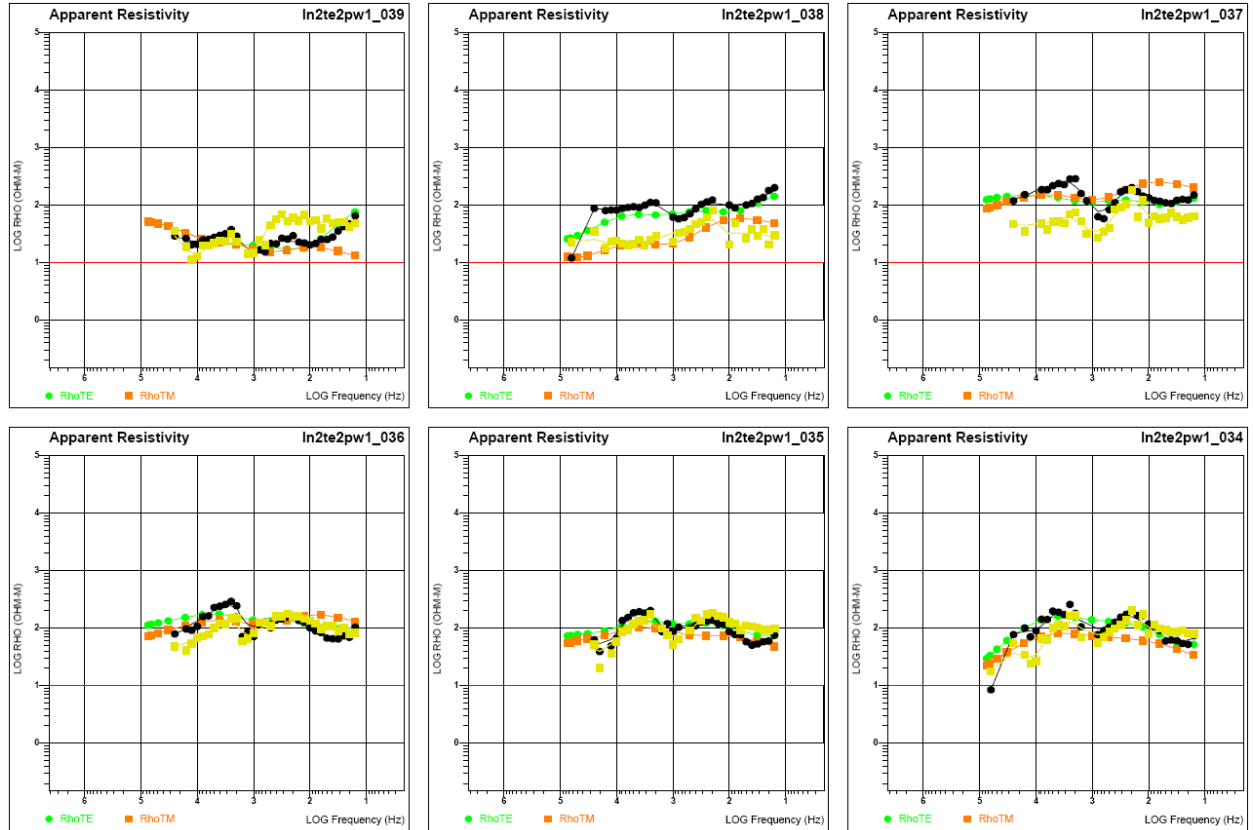 Apparent Resistivity ln2te2pw1_039
5
4
3
2
1
0
LOG RHO (OHM-M)
6 5 4 3 2 1
RhoTE RhoTM LOG Frequency (Hz)
Apparent Resistivity ln2te2pw1_038
5
4
3
2
1
0
LOG RHO (OHM-M)
6 5 4 3 2 1
RhoTE RhoTM LOG Frequency (Hz)
Apparent Resistivity ln2te2pw1_037
5
4
3
2
1
0
LOG RHO (OHM-M)
6 5 4 3 2 1
RhoTE RhoTM LOG Frequency (Hz)
Apparent Resistivity ln2te2pw1_036
5
4
3
2
1
0
LOG RHO (OHM-M)
6 5 4 3 2 1
RhoTE RhoTM LOG Frequency (Hz)
Apparent Resistivity ln2te2pw1_035
5
4
3
2
1
0
LOG RHO (OHM-M)
6 5 4 3 2 1
RhoTE RhoTM LOG Frequency (Hz)
Apparent Resistivity ln2te2pw1_034
5
4
3
2
1
0
LOG RHO (OHM-M)
6 5 4 3 2 1
RhoTE RhoTM LOG Frequency (Hz)